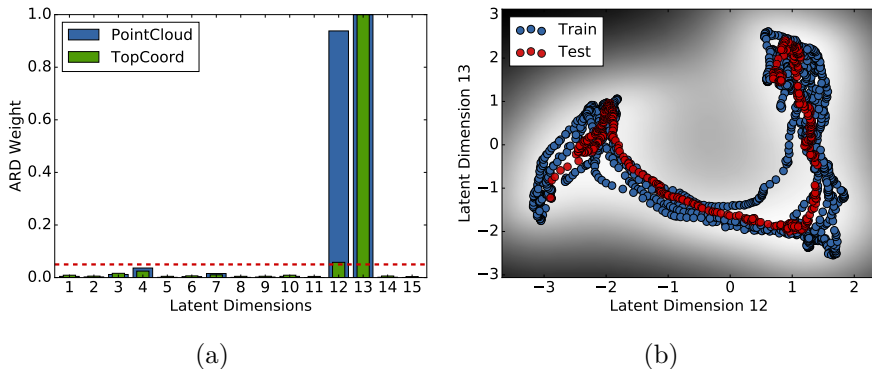 1.0
0.8
0.6
0.4
0.2
0.0
ARD Weight
PointCloud
TopCoord
1 2 3 4 5 6 7 8 9 10 11 12 13 14 15
Latent Dimensions
(a)
3
2
1
0
−1
−2
−3
Latent Dimension 13
Train
Test
−3 −2 −1 0 1 2
Latent Dimension 12
(b)